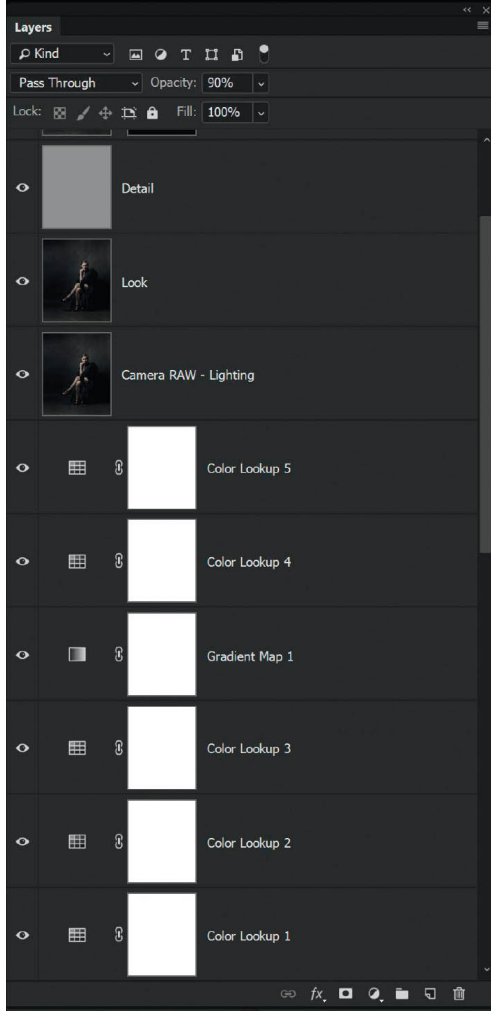 Layers
Kind
Pass Through Opacity: 90%
Lock: Fill: 100%
Detail
Look
Camera RAW - Lighting
Color Lookup 5
Color Lookup 4
Gradient Map 1
Color Lookup 3
Color Lookup 2
Color Lookup 1
fx